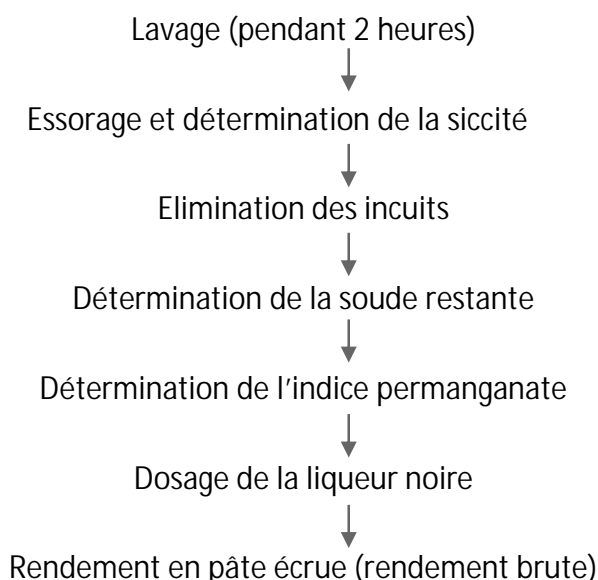 Lavage (pendant 2 heures)
Essorage et détermination de la siccité
Elimination des incuits
Détermination de la soude restante
Détermination de l’indice permanganate
Dosage de la liqueur noire
Rendement en pâte écrue (rendement brute)